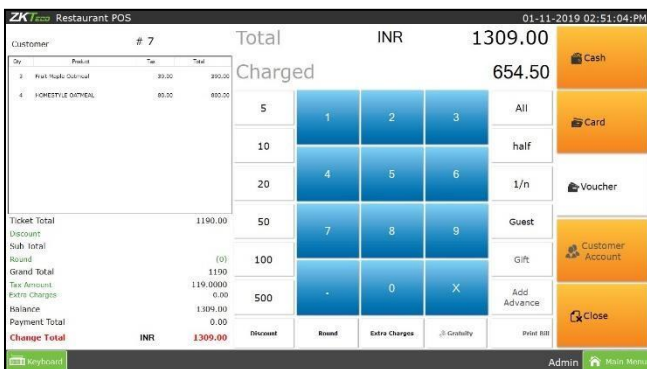 ZKTeco Restaurant POS
01-11-2019 02:51:04:PM
Customer # 7
Qty Product Tax Total
Fruit Maple Oatmeal
4 HOMESTYLE OATMEAL 80.00 800.00
Ticket Total 1190.00
Discount
Sub Total
Round (0)
Grand Total 1190
Tax Amount 119.0000
Extra Charges 0.00
Balance 1309.00
Payment Total 0.00
Change Total INR 1309.00
Total INR 1309.00
Charged 654.50
5 1 2 3 All
10 half
20 4 5 6 1/n
50 7 8 9 Guest
100 Gift
500 . 0 X Add Advance
Discount Round Extra Charges Gratuity Print Bill
Cash
Card
Voucher
Customer Account
Close
Keyboard
Admin Main Menu